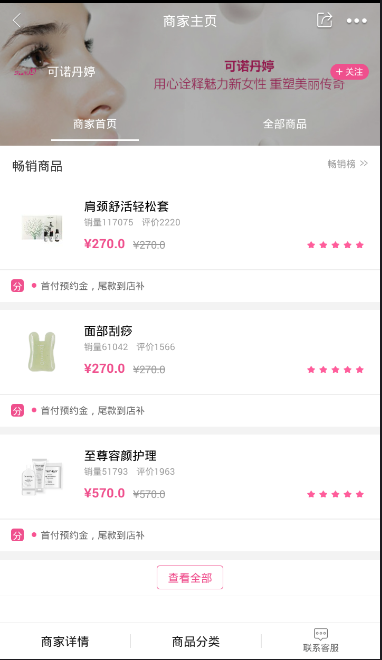 商家主页
可诺丹婷
可诺丹婷
+ 关注
用心诠释魅力新女性 重塑美丽传奇
商家首页 全部商品
畅销商品 畅销榜 >>
肩颈舒活轻松套
销量117075 评价2220
¥270.0 ¥270.0
分 首付预约金，尾款到店补
面部刮痧
销量61042 评价1566
¥270.0 ¥270.0
分 首付预约金，尾款到店补
至尊容颜护理
销量51793 评价1963
¥570.0 ¥570.0
分 首付预约金，尾款到店补
查看全部
商家详情 商品分类 联系客服